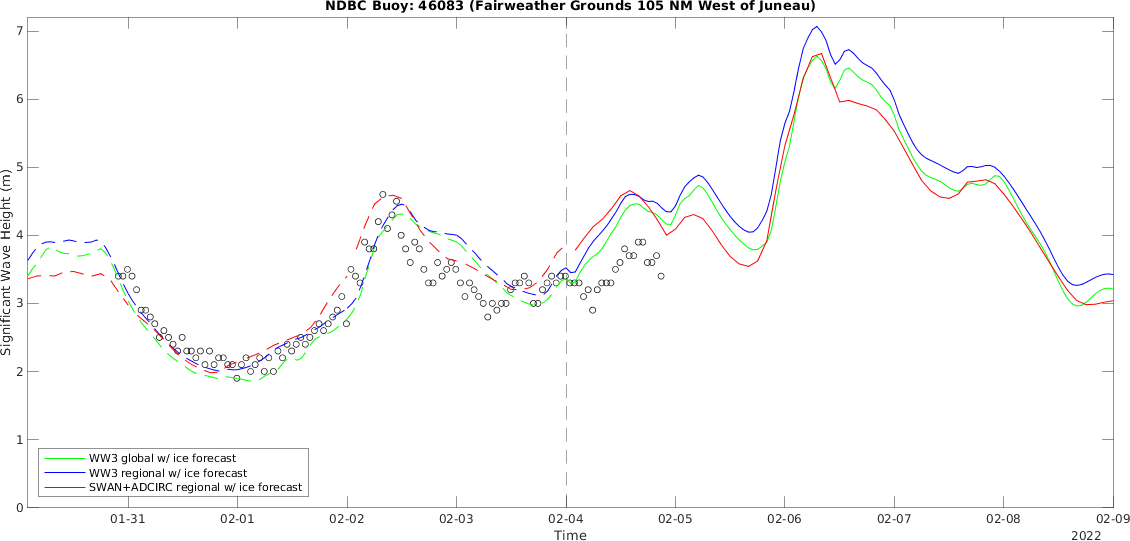 NDBC Buoy: 46083 (Fairweather Grounds 105 NM West of Juneau)
Significant Wave Height (m)
7
6
5
4
3
2
1
0
WW3 global w/ ice forecast
WW3 regional w/ ice forecast
SWAN+ADCIRC regional w/ ice forecast
01-31 02-01 02-02 02-03 02-04 02-05 02-06 02-07 02-08 02-09
Time
2022